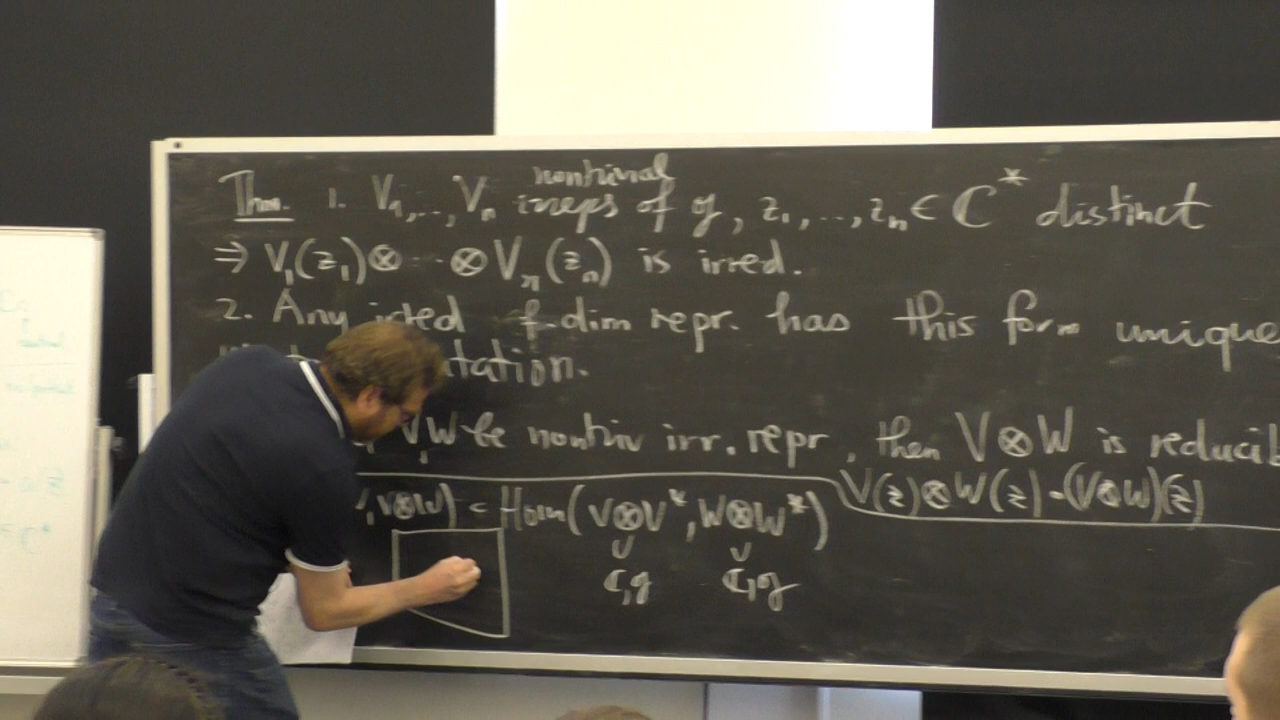 Thm. 1. V₁,..,Vₙ nontrivial irreps of g, z₁,..,zₙ ∈ C* distinct
⇒ V₁(z₁)⊗ ·· ⊗Vₙ(zₙ) is irred.
2. Any irred f-dim repr. has this form unique
tation.
V,W be nontriv irr. repr, then V⊗W is reducib
V(z)⊗W(z) = (V⊗W)(z)
,V⊗W) = Hom(V⊗V*, W⊗W*)
∪ ∪
C,g C,g